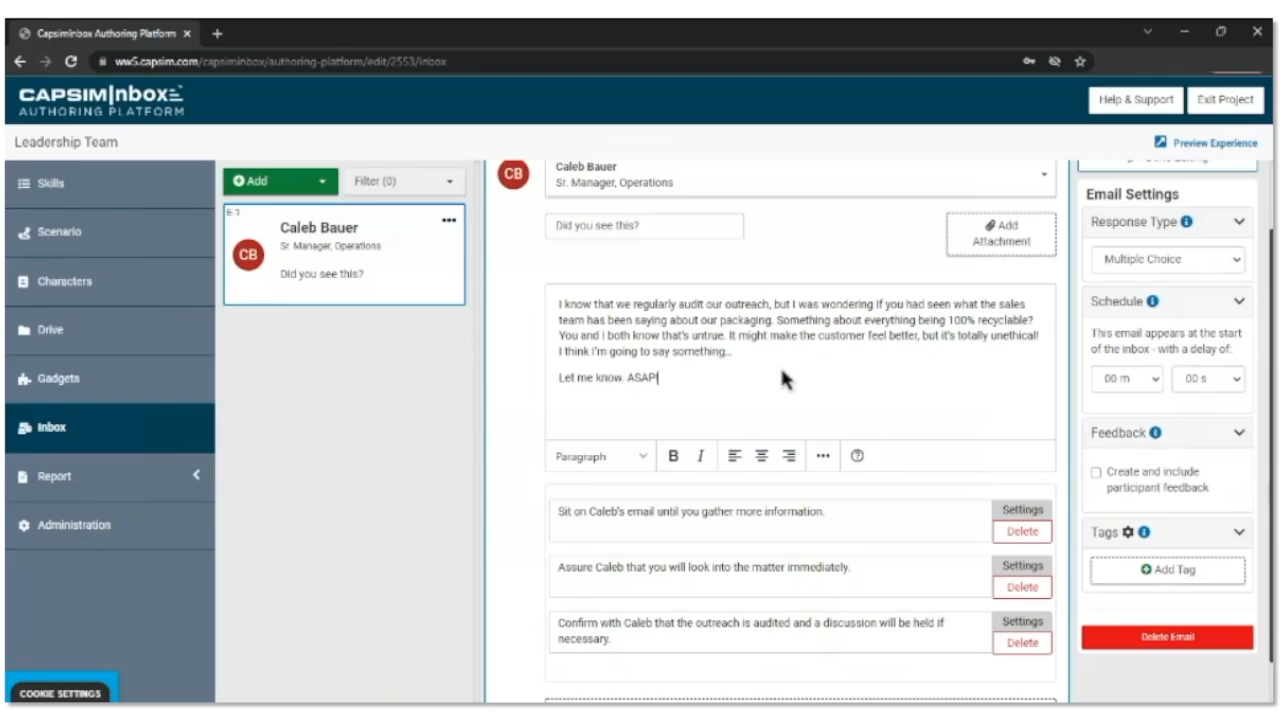 CapsimInbox Authoring Platform
ww5.capsim.com/capsiminbox/authoring-platform/edit/2553/inbox
CAPSIM|nbox
AUTHORING PLATFORM
Help & Support
Exit Project
Leadership Team
Preview Experience
Skills
Scenario
Characters
Drive
Gadgets
Inbox
Report
Administration
COOKIE SETTINGS
Add
Filter (0)
E-1
CB
Caleb Bauer
Sr. Manager, Operations
Did you see this?
CB
Caleb Bauer
Sr. Manager, Operations
Did you see this?
Add
Attachment
I know that we regularly audit our outreach, but I was wondering if you had seen what the sales
team has been saying about our packaging. Something about everything being 100% recyclable?
You and I both know that's untrue. It might make the customer feel better, but it's totally unethical!
I think I'm going to say something...
Let me know. ASAP!
Paragraph
B I
Sit on Caleb's email until you gather more information.
Settings
Delete
Assure Caleb that you will look into the matter immediately.
Settings
Delete
Confirm with Caleb that the outreach is audited and a discussion will be held if
necessary.
Settings
Delete
Email Settings
Response Type
Multiple Choice
Schedule
This email appears at the start
of the inbox - with a delay of:
00 m
00 s
Feedback
Create and include
participant feedback
Tags
Add Tag
Delete Email